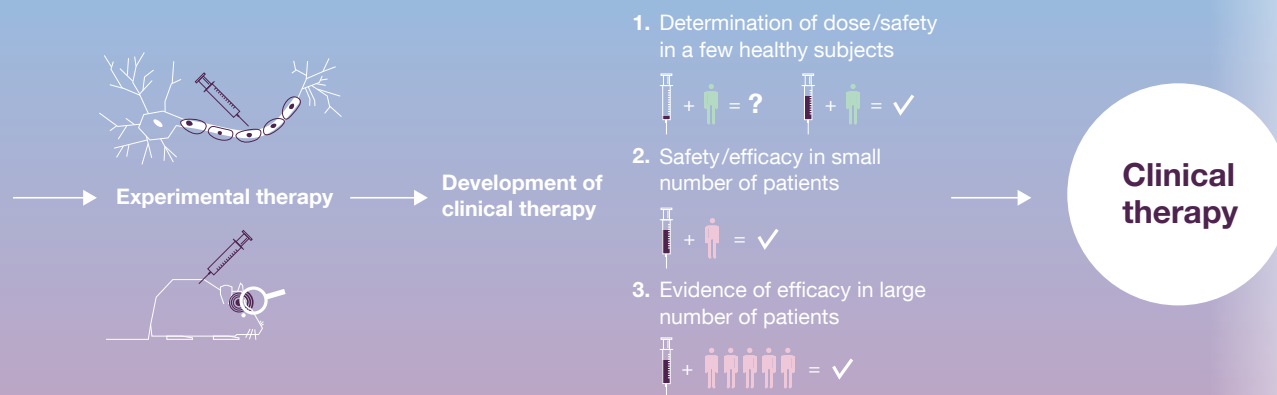 Experimental therapy
Development of
clinical therapy
1. Determination of dose/safety
in a few healthy subjects
+ = ? + = ✓
2. Safety/efficacy in small
number of patients
+ = ✓
3. Evidence of efficacy in large
number of patients
+ = ✓
Clinical
therapy